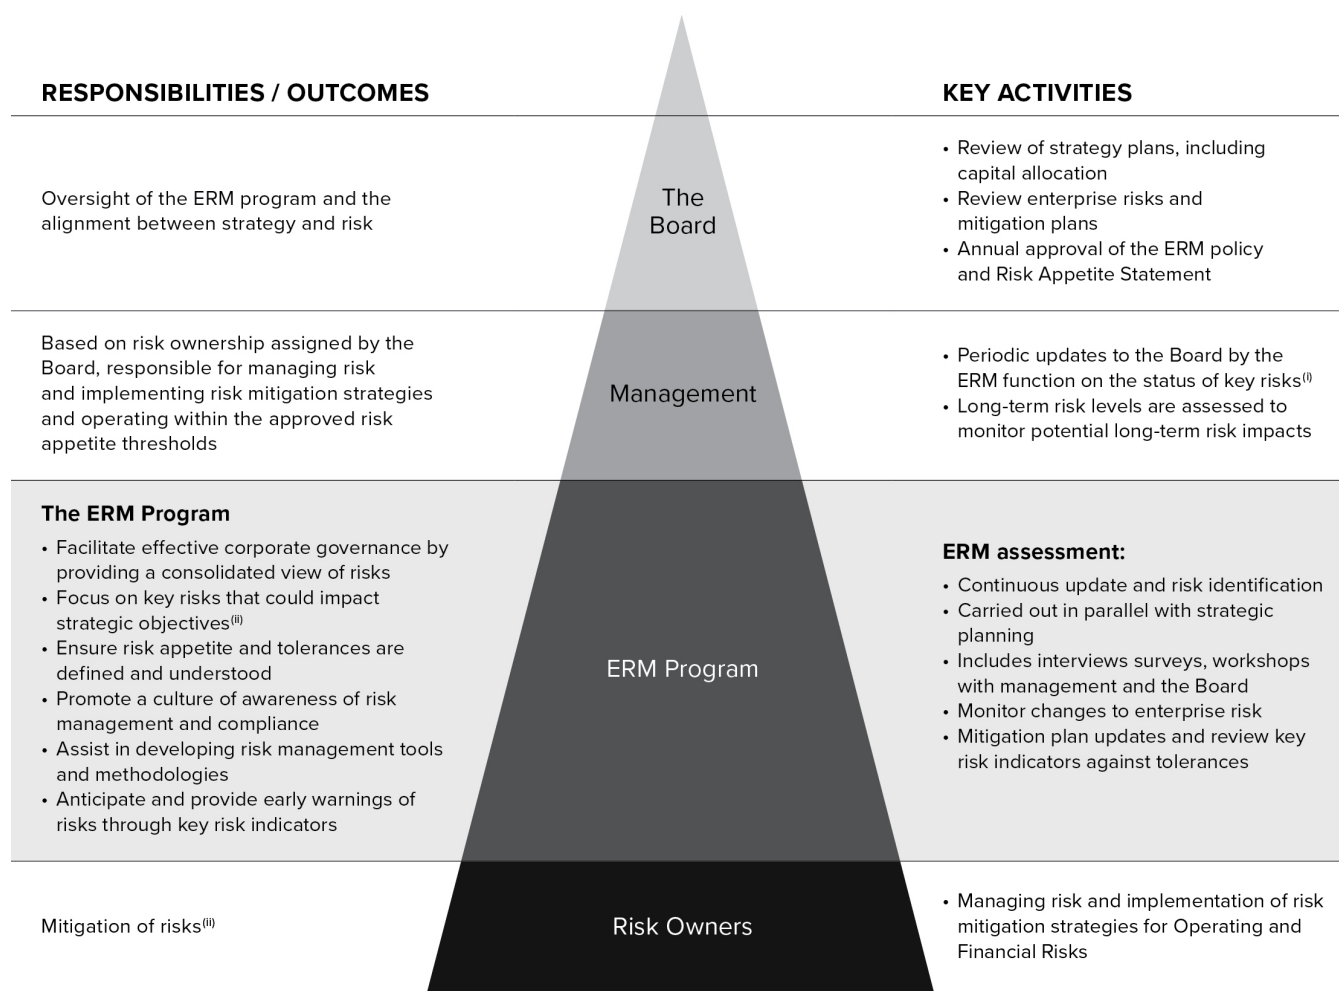 RESPONSIBILITIES / OUTCOMES
KEY ACTIVITIES
Oversight of the ERM program and the
alignment between strategy and risk
The
Board
• Review of strategy plans, including
capital allocation
• Review enterprise risks and
mitigation plans
• Annual approval of the ERM policy
and Risk Appetite Statement
Based on risk ownership assigned by the
Board, responsible for managing risk
and implementing risk mitigation strategies
and operating within the approved risk
appetite thresholds
Management
• Periodic updates to the Board by the
ERM function on the status of key risks(i)
• Long-term risk levels are assessed to
monitor potential long-term risk impacts
The ERM Program
• Facilitate effective corporate governance by
providing a consolidated view of risks
• Focus on key risks that could impact
strategic objectives(ii)
• Ensure risk appetite and tolerances are
defined and understood
• Promote a culture of awareness of risk
management and compliance
• Assist in developing risk management tools
and methodologies
• Anticipate and provide early warnings of
risks through key risk indicators
ERM Program
ERM assessment:
• Continuous update and risk identification
• Carried out in parallel with strategic
planning
• Includes interviews surveys, workshops
with management and the Board
• Monitor changes to enterprise risk
• Mitigation plan updates and review key
risk indicators against tolerances
Mitigation of risks(ii)
Risk Owners
• Managing risk and implementation of risk
mitigation strategies for Operating and
Financial Risks